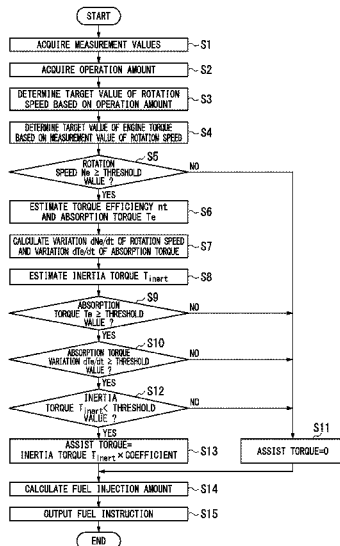 START
ACQUIRE MEASUREMENT VALUES
S1
ACQUIRE OPERATION AMOUNT
S2
DETERMINE TARGET VALUE OF ROTATION
SPEED BASED ON OPERATION AMOUNT
S3
DETERMINE TARGET VALUE OF ENGINE TORQUE
BASED ON MEASUREMENT VALUE OF ROTATION SPEED
S4
S5
ROTATION
SPEED Ne ≥ THRESHOLD
VALUE ?
NO
YES
ESTIMATE TORQUE EFFICIENCY nt
AND ABSORPTION TORQUE Te
S6
CALCULATE VARIATION dNe/dt OF ROTATION SPEED
AND VARIATION dTe/dt OF ABSORPTION TORQUE
S7
ESTIMATE INERTIA TORQUE Tinert
S8
S9
ABSORPTION
TORQUE Te ≥ THRESHOLD
VALUE ?
NO
YES
S10
ABSORPTION TORQUE
VARIATION dTe/dt ≥ THRESHOLD
VALUE ?
NO
YES
S12
INERTIA
TORQUE Tinert < THRESHOLD
VALUE ?
NO
YES
S11
ASSIST TORQUE=
INERTIA TORQUE Tinert × COEFFICIENT
S13
ASSIST TORQUE=0
CALCULATE FUEL INJECTION AMOUNT
S14
OUTPUT FUEL INSTRUCTION
S15
END